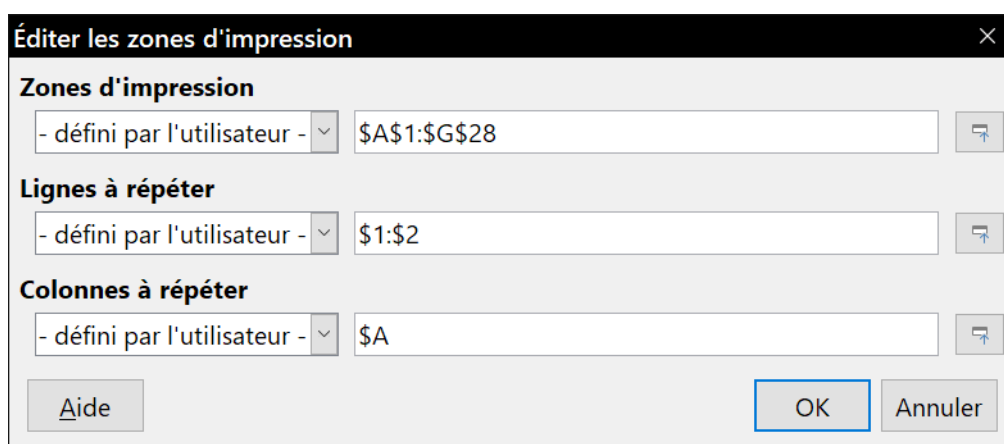 Éditer les zones d'impression
Zones d'impression
- défini par l'utilisateur - $A$1:$G$28
Lignes à répéter
- défini par l'utilisateur - $1:$2
Colonnes à répéter
- défini par l'utilisateur - $A
Aide OK Annuler